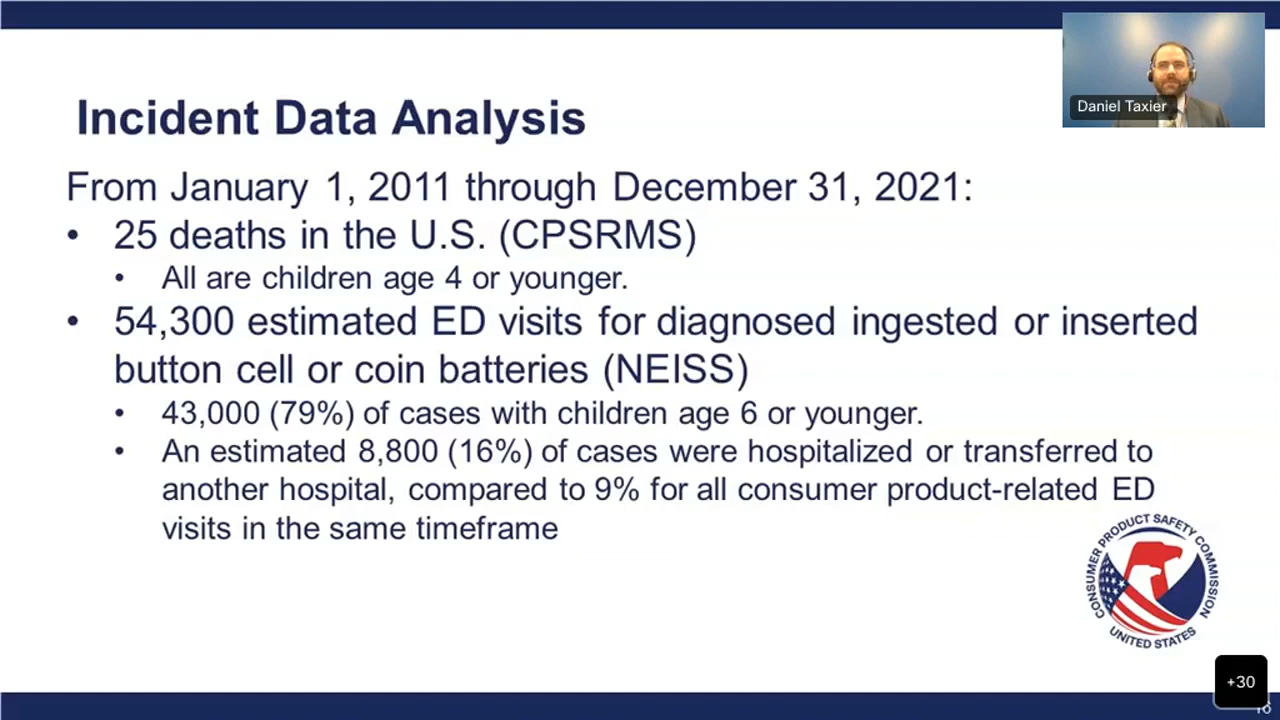 Incident Data Analysis
Daniel Taxier
From January 1, 2011 through December 31, 2021:
• 25 deaths in the U.S. (CPSRMS)
• All are children age 4 or younger.
• 54,300 estimated ED visits for diagnosed ingested or inserted
button cell or coin batteries (NEISS)
• 43,000 (79%) of cases with children age 6 or younger.
• An estimated 8,800 (16%) of cases were hospitalized or transferred to
another hospital, compared to 9% for all consumer product-related ED
visits in the same timeframe
CONSUMER PRODUCT SAFETY COMMISSION
UNITED STATES
+30
16